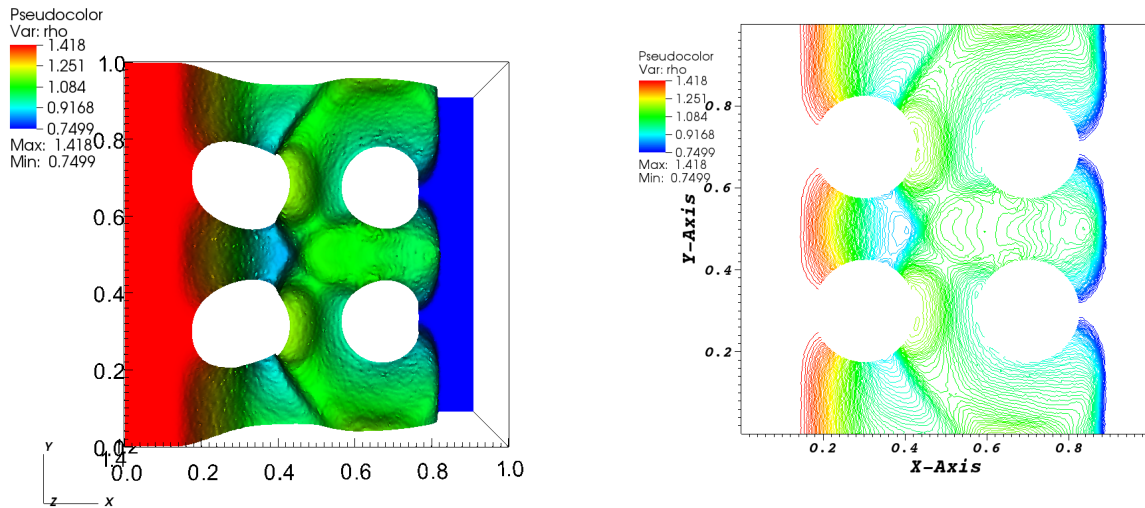 Pseudocolor
Var: rho
1.418
1.251
1.084
0.9168
0.7499
Max: 1.418
Min: 0.7499
1.0
0.8
0.6
0.4
0.2
0.0
1.4
0.0 0.2 0.4 0.6 0.8 1.0
Y
Z X
Pseudocolor
Var: rho
1.418
1.251
1.084
0.9168
0.7499
Max: 1.418
Min: 0.7499
0.8
0.6
0.4
0.2
Y-Axis
0.2 0.4 0.6 0.8
X-Axis